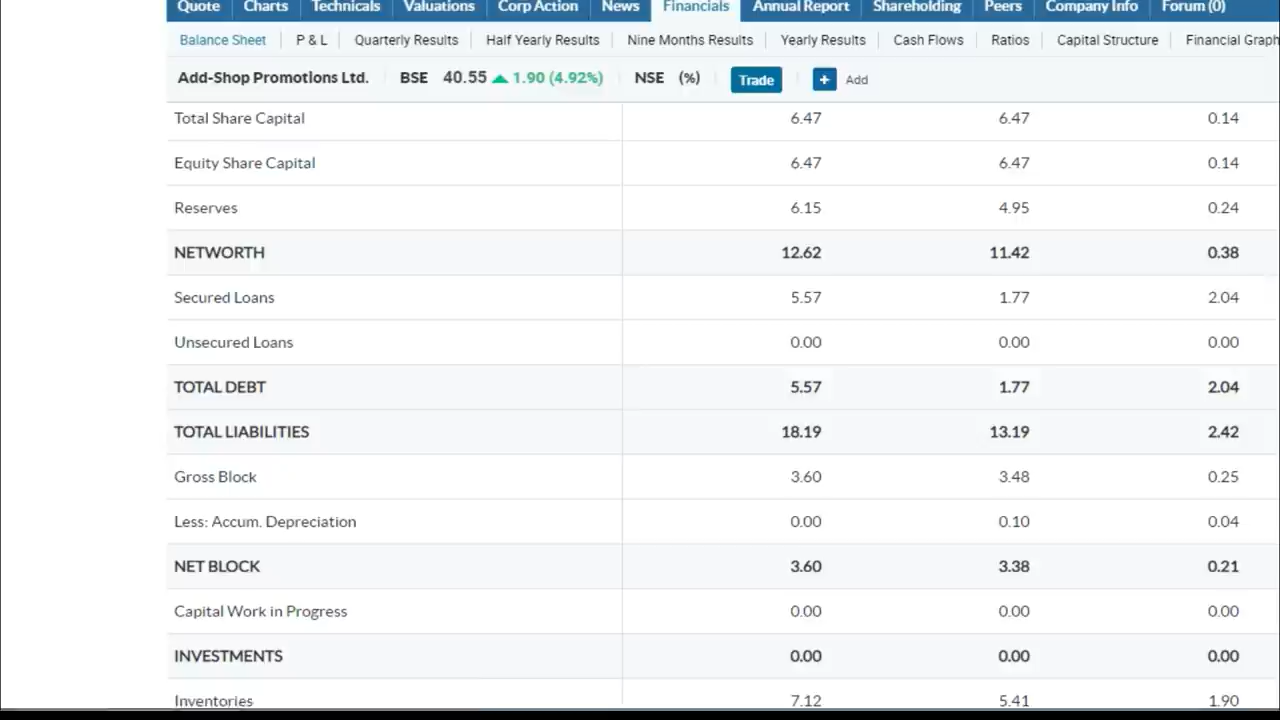 Quote Charts Technicals Valuations Corp Action News Financials Annual Report Shareholding Peers Company Info Forum (0)
Balance Sheet P & L Quarterly Results Half Yearly Results Nine Months Results Yearly Results Cash Flows Ratios Capital Structure Financial Graph
Add-Shop Promotions Ltd. BSE 40.55 1.90 (4.92%) NSE (%) Trade + Add
Total Share Capital 6.47 6.47 0.14
Equity Share Capital 6.47 6.47 0.14
Reserves 6.15 4.95 0.24
NETWORTH 12.62 11.42 0.38
Secured Loans 5.57 1.77 2.04
Unsecured Loans 0.00 0.00 0.00
TOTAL DEBT 5.57 1.77 2.04
TOTAL LIABILITIES 18.19 13.19 2.42
Gross Block 3.60 3.48 0.25
Less: Accum. Depreciation 0.00 0.10 0.04
NET BLOCK 3.60 3.38 0.21
Capital Work in Progress 0.00 0.00 0.00
INVESTMENTS 0.00 0.00 0.00
Inventories 7.12 5.41 1.90